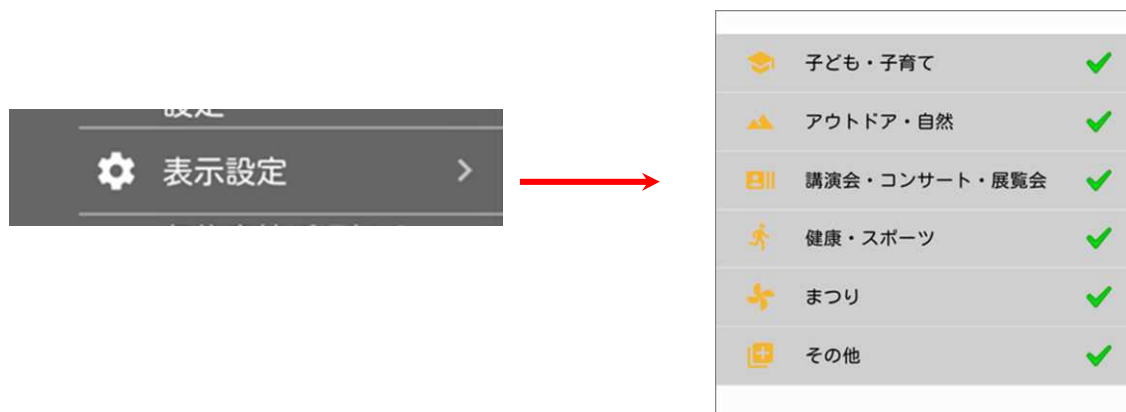 設定
表示設定
子ども・子育て
アウトドア・自然
講演会・コンサート・展覧会
健康・スポーツ
まつり
その他